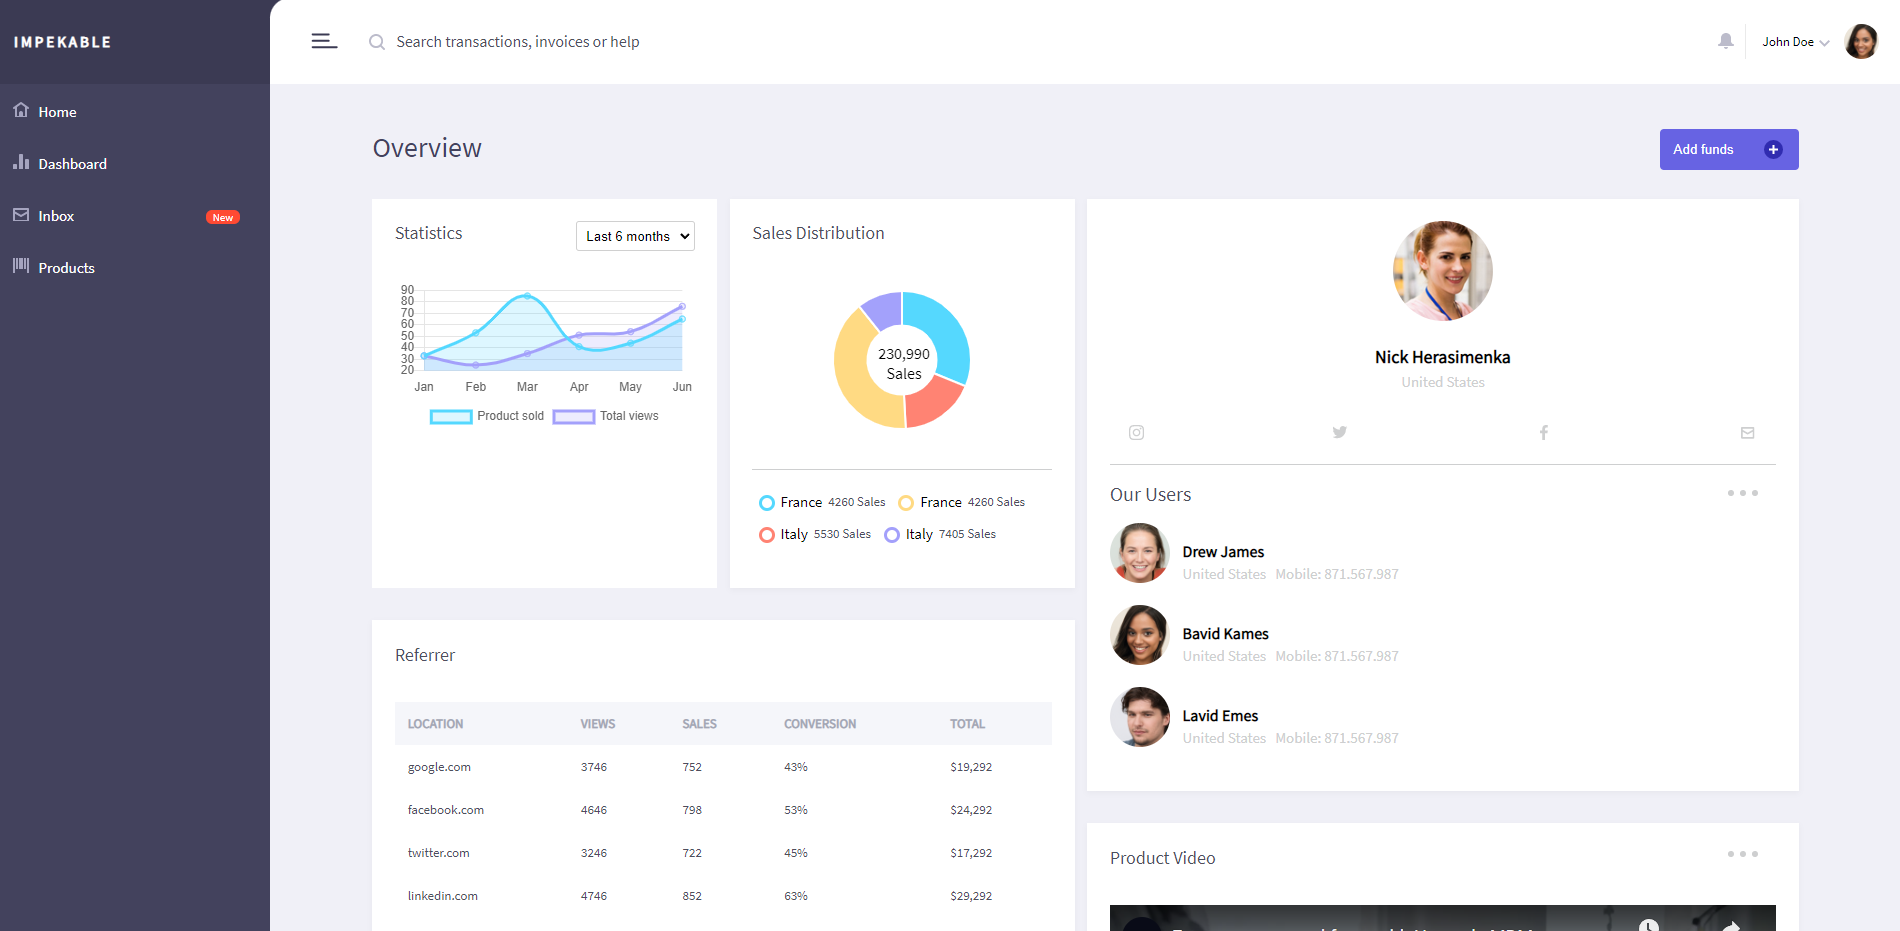 IMPEKABLE
Search transactions, invoices or help
John Doe
Home
Dashboard
Inbox
New
Products
Overview
Add funds
Statistics
Last 6 months
90
80
70
60
50
40
30
20
Jan Feb Mar Apr May Jun
Product sold Total views
Sales Distribution
230,990
Sales
France 4260 Sales France 4260 Sales
Italy 5530 Sales Italy 7405 Sales
Nick Herasimenka
United States
Our Users
Drew James
United States Mobile: 871.567.987
Bavid Kames
United States Mobile: 871.567.987
Lavid Emes
United States Mobile: 871.567.987
Referrer
LOCATION VIEWS SALES CONVERSION TOTAL
google.com 3746 752 43% $19,292
facebook.com 4646 798 53% $24,292
twitter.com 3246 722 45% $17,292
linkedin.com 4746 852 63% $29,292
Product Video